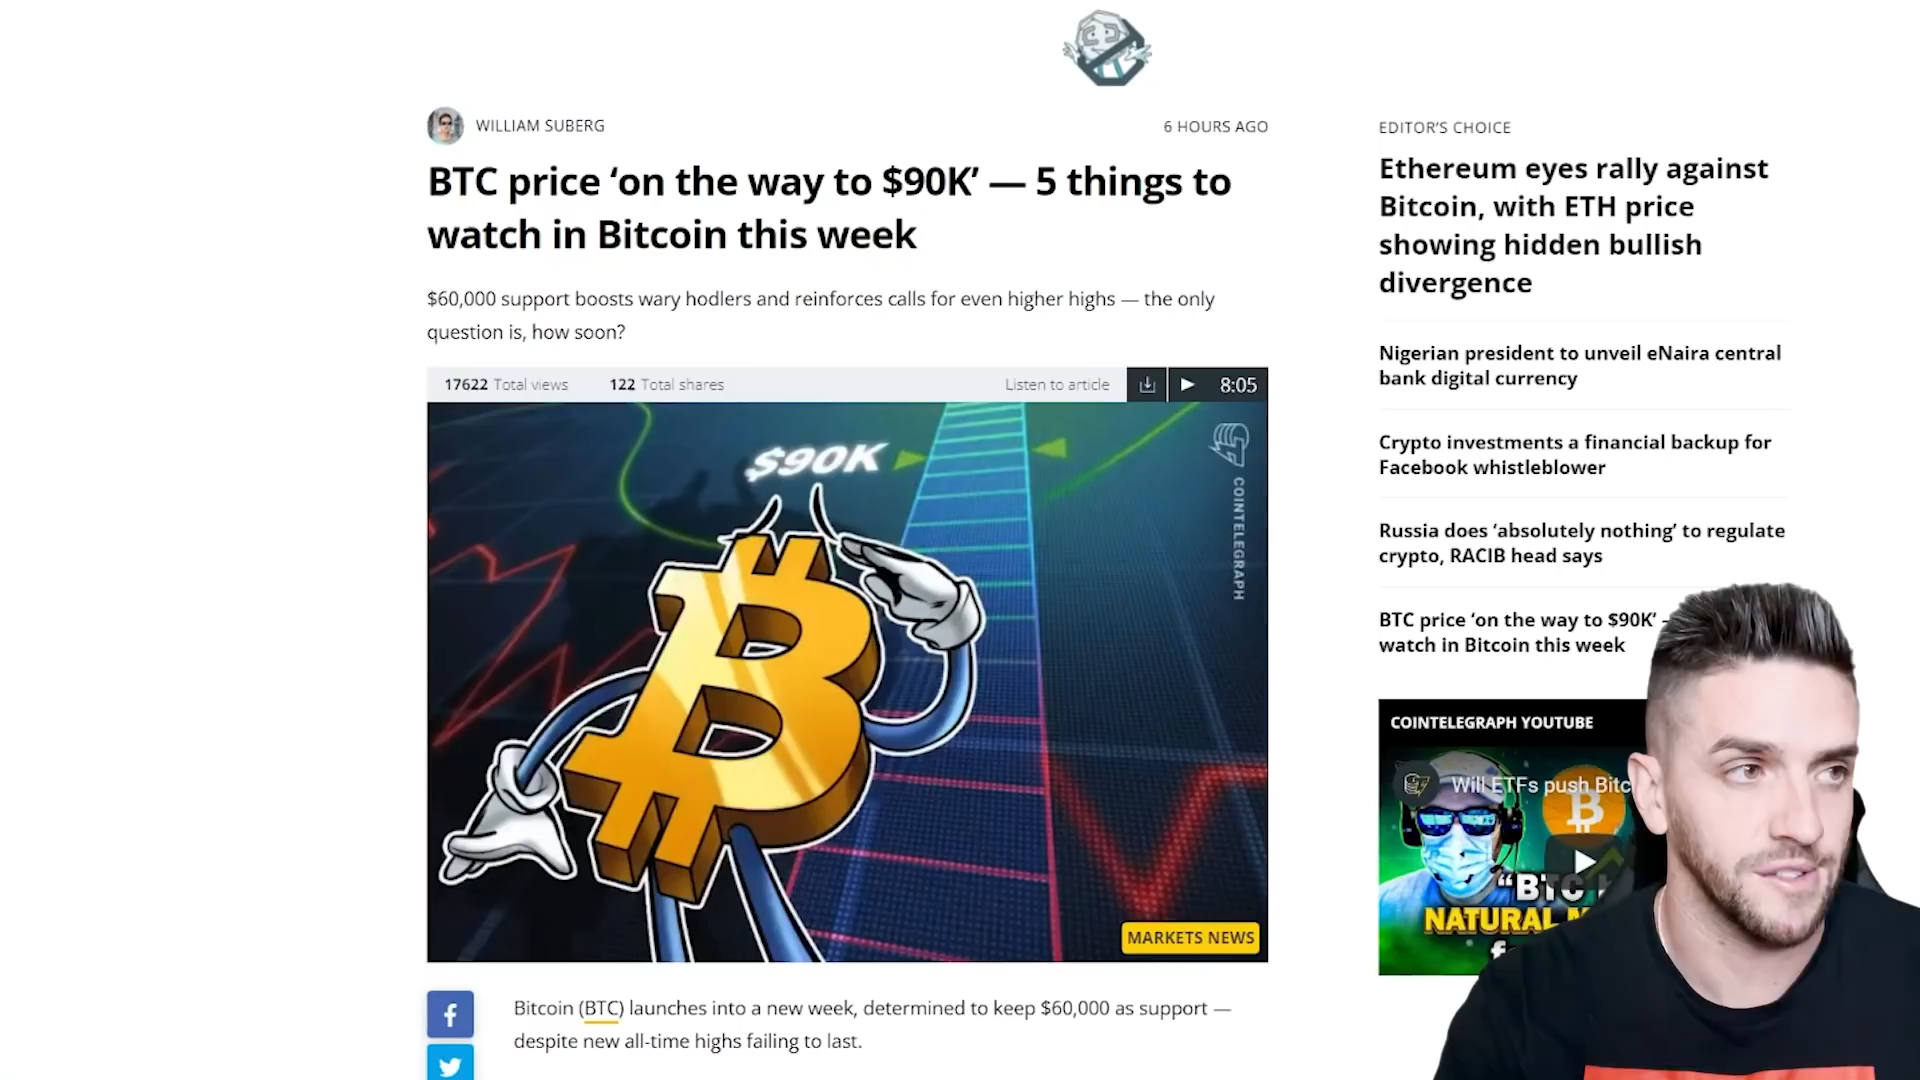 WILLIAM SUBERG
6 HOURS AGO
BTC price ‘on the way to $90K’ — 5 things to
watch in Bitcoin this week
$60,000 support boosts wary hodlers and reinforces calls for even higher highs — the only
question is, how soon?
17622 Total views
122 Total shares
Listen to article
8:05
$90K
COINTELEGRAPH
MARKETS NEWS
Bitcoin (BTC) launches into a new week, determined to keep $60,000 as support —
despite new all-time highs failing to last.
EDITOR’S CHOICE
Ethereum eyes rally against
Bitcoin, with ETH price
showing hidden bullish
divergence
Nigerian president to unveil eNaira central
bank digital currency
Crypto investments a financial backup for
Facebook whistleblower
Russia does ‘absolutely nothing’ to regulate
crypto, RACIB head says
BTC price ‘on the way to $90K’
watch in Bitcoin this week
COINTELEGRAPH YOUTUBE
Will ETFs push
“BTC
NATURAL